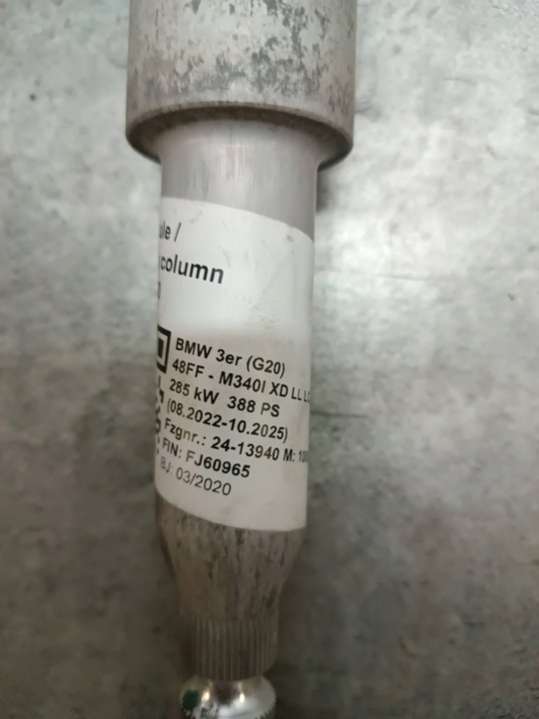 ule /
column
BMW 3er (G20)
48FF - M340I XD LL
285 kW 388 PS
(08.2022-10.2025)
Fzgnr.: 24-13940 M:
FIN: FJ60965
BJ: 03/2020